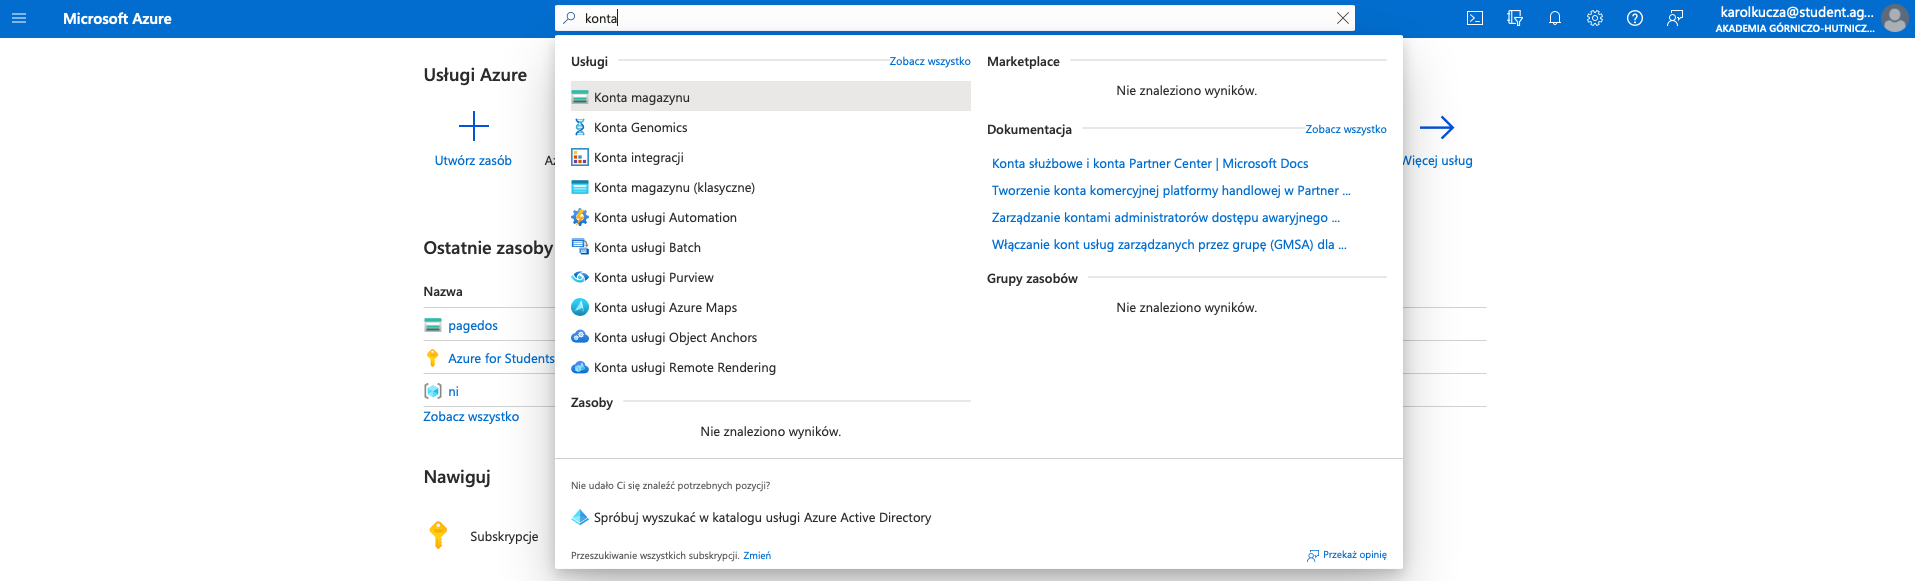 Microsoft Azure
konta
karolkucza@student.ag...
AKADEMIA GÓRNICZO-HUTNICZ...
Usługi Azure
Utwórz zasób
Az
Więcej usług
Ostatnie zasoby
Nazwa
pagedos
Azure for Students
ni
Zobacz wszystko
Nawiguj
Subskrypcje
Usługi
Zobacz wszystko
Konta magazynu
Konta Genomics
Konta integracji
Konta magazynu (klasyczne)
Konta usługi Automation
Konta usługi Batch
Konta usługi Purview
Konta usługi Azure Maps
Konta usługi Object Anchors
Konta usługi Remote Rendering
Zasoby
Nie znaleziono wyników.
Marketplace
Nie znaleziono wyników.
Dokumentacja
Zobacz wszystko
Konta służbowe i konta Partner Center | Microsoft Docs
Tworzenie konta komercyjnej platformy handlowej w Partner ...
Zarządzanie kontami administratorów dostępu awaryjnego ...
Włączanie kont usług zarządzanych przez grupę (GMSA) dla ...
Grupy zasobów
Nie znaleziono wyników.
Nie udało Ci się znaleźć potrzebnych pozycji?
Spróbuj wyszukać w katalogu usługi Azure Active Directory
Przeszukiwanie wszystkich subskrypcji. Zmień
Przekaż opinię